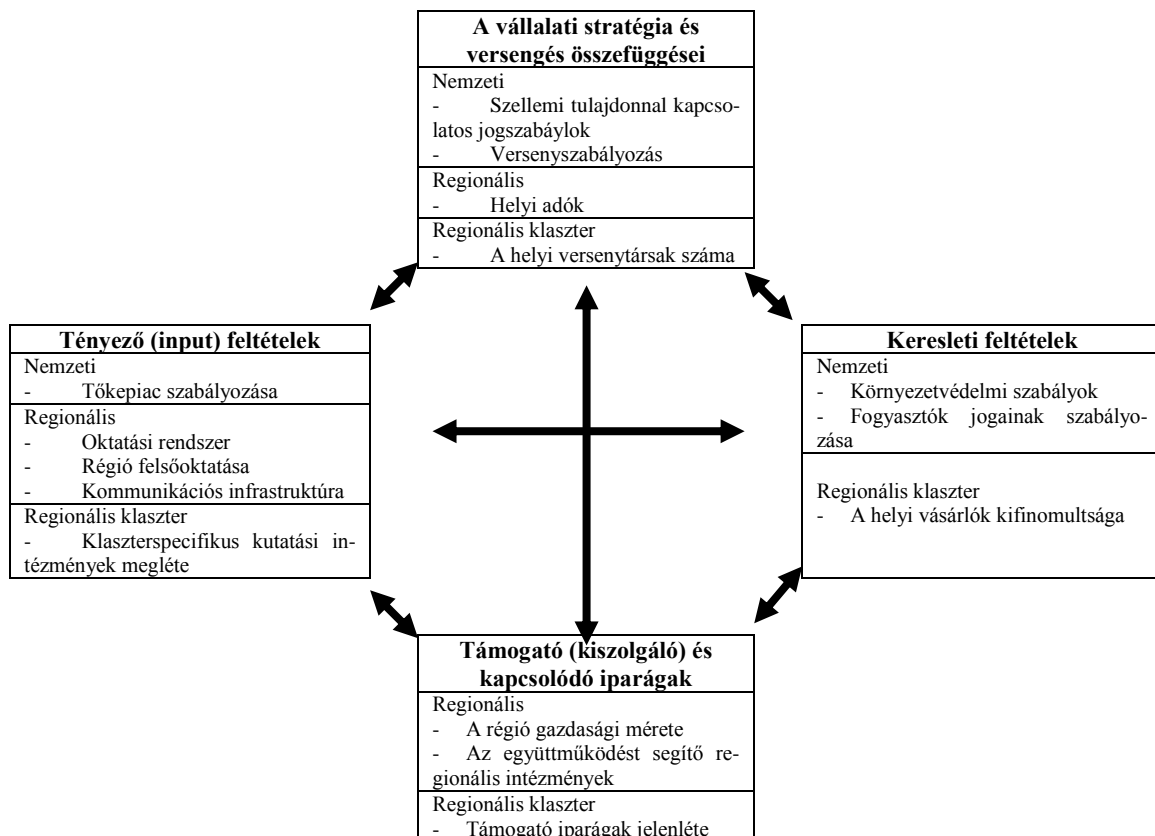 A vállalati stratégia és
versengés összefüggései
Nemzeti
- Szellemi tulajdonnal kapcso-
latos jogszabáylok
- Versenyszabályozás
Regionális
- Helyi adók
Regionális klaszter
- A helyi versenytársak száma
Tényező (input) feltételek
Nemzeti
- Tőkepiac szabályozása
Regionális
- Oktatási rendszer
- Régió felsőoktatása
- Kommunikációs infrastruktúra
Regionális klaszter
- Klaszterspecifikus kutatási in-
tézmények megléte
Keresleti feltételek
Nemzeti
- Környezetvédelmi szabályok
- Fogyasztók jogainak szabályo-
zása
Regionális klaszter
- A helyi vásárlók kifinomultsága
Támogató (kiszolgáló) és
kapcsolódó iparágak
Regionális
- A régió gazdasági mérete
- Az együttműködést segítő re-
gionális intézmények
Regionális klaszter
- Támogató iparágak jelenléte